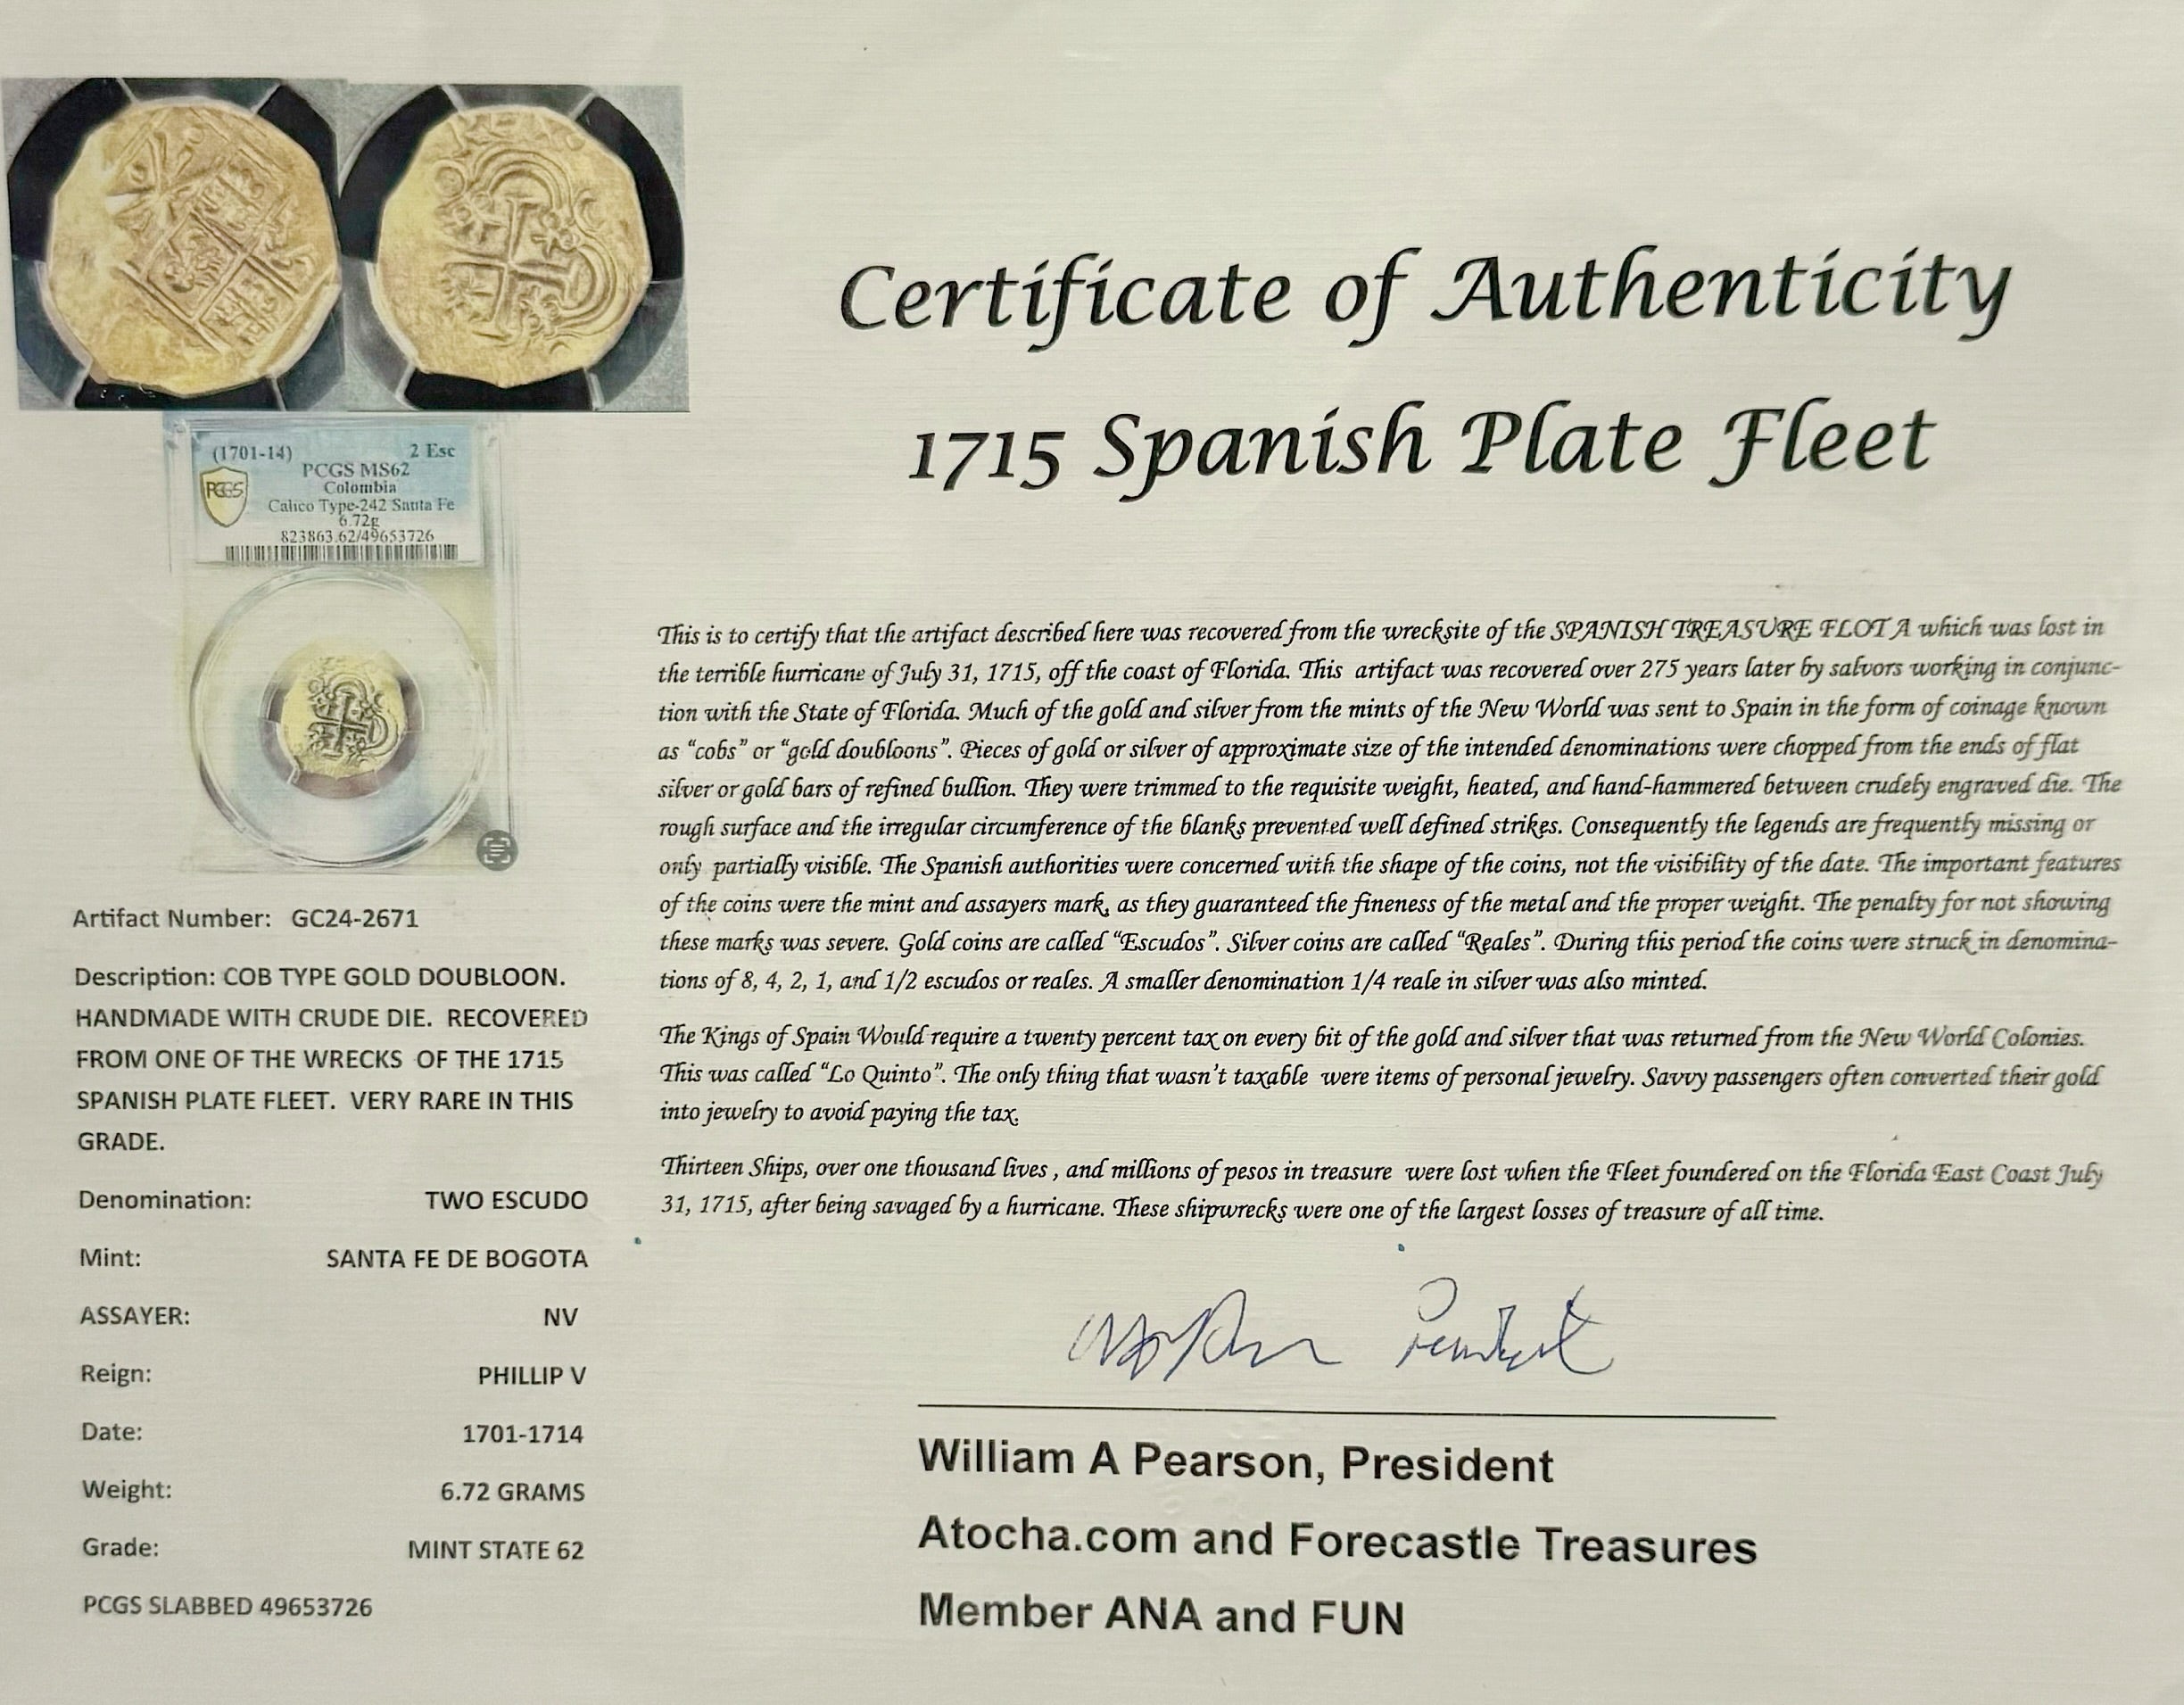 Certificate of Authenticity
1715 Spanish Plate Fleet
(1701-14) 2 Esc
PCGS MS62
Colombia
Calico Type-242 Santa Fe
6.72g
823863.62/49653726
PCGS
Artifact Number: GC24-2671
Description: COB TYPE GOLD DOUBLOON.
HANDMADE WITH CRUDE DIE. RECOVERED
FROM ONE OF THE WRECKS OF THE 1715
SPANISH PLATE FLEET. VERY RARE IN THIS
GRADE.
Denomination: TWO ESCUDO
Mint: SANTA FE DE BOGOTA
ASSAYER: NV
Reign: PHILLIP V
Date: 1701-1714
Weight: 6.72 GRAMS
Grade: MINT STATE 62
PCGS SLABBED 49653726
This is to certify that the artifact described here was recovered from the wrecksite of the SPANISH TREASURE FLOT A which was lost in
the terrible hurricane of July 31, 1715, off the coast of Florida. This artifact was recovered over 275 years later by salvors working in conjunc-
tion with the State of Florida. Much of the gold and silver from the mints of the New World was sent to Spain in the form of coinage known
as “cobs” or “gold doubloons”. Pieces of gold or silver of approximate size of the intended denominations were chopped from the ends of flat
silver or gold bars of refined bullion. They were trimmed to the requisite weight, heated, and hand-hammered between crudely engraved die. The
rough surface and the irregular circumference of the blanks prevented well defined strikes. Consequently the legends are frequently missing or
only partially visible. The Spanish authorities were concerned with the shape of the coins, not the visibility of the date. The important features
of the coins were the mint and assayers mark, as they guaranteed the fineness of the metal and the proper weight. The penalty for not showing
these marks was severe. Gold coins are called “Escudos”. Silver coins are called “Reales”. During this period the coins were struck in denomina-
tions of 8, 4, 2, 1, and 1/2 escudos or reales. A smaller denomination 1/4 reale in silver was also minted.
The Kings of Spain Would require a twenty percent tax on every bit of the gold and silver that was returned from the New World Colonies.
This was called “Lo Quinto”. The only thing that wasn’t taxable were items of personal jewelry. Savvy passengers often converted their gold
into jewelry to avoid paying the tax.
Thirteen Ships, over one thousand lives , and millions of pesos in treasure were lost when the Fleet foundered on the Florida East Coast July
31, 1715, after being savaged by a hurricane. These shipwrecks were one of the largest losses of treasure of all time.
William A Pearson, President
Atocha.com and Forecastle Treasures
Member ANA and FUN